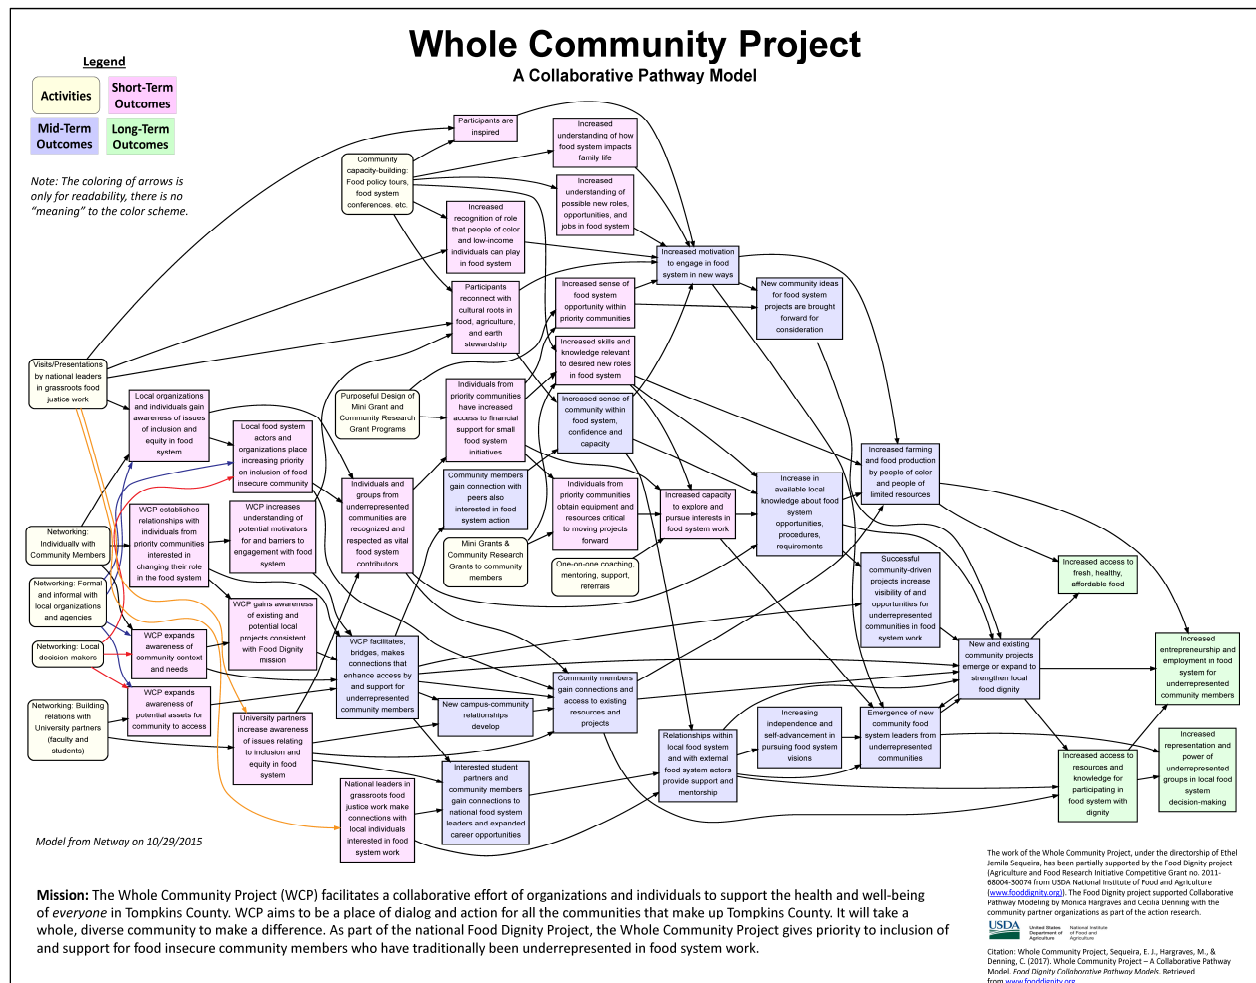 Whole Community Project
A Collaborative Pathway Model
Legend
Activities
Short-Term
Outcomes
Mid-Term
Outcomes
Long-Term
Outcomes
Note: The coloring of arrows is
only for readability, there is no
“meaning” to the color scheme.
Participants are
inspired
Increased
understanding of how
food system impacts
family life
Community
capacity-building:
Food policy tours,
food system
conferences. etc.
Increased
understanding of
possible new roles,
opportunities, and
jobs in food system
Increased
recognition of role
that people of color
and low-income
individuals can play
in food system
Increased motivation
to engage in food
system in new ways
Participants
reconnect with
cultural roots in
food, agriculture,
and earth
stewardship
Increased sense of
food system
opportunity within
priority communities
New community ideas
for food system
projects are brought
forward for
consideration
Increased skills and
knowledge relevant
to desired new roles
in food system
Visits/Presentations
by national leaders
in grassroots food
justice work
Local organizations
and individuals gain
awareness of issues
of inclusion and
equity in food
system
Purposeful Design of
Mini Grant and
Community Research
Grant Programs
Individuals from
priority communities
have increased
access to financial
support for small
food system
initiatives
Increased sense of
community within
food system,
confidence and
capacity
Local food system
actors and
organizations place
increasing priority
on inclusion of food
insecure community
Increased farming
and food production
by people of color
and people of
limited resources
Community members
gain connection with
peers also
interested in food
system action
Individuals and
groups from
underrepresented
communities are
recognized and
respected as vital
food system
contributors
Individuals from
priority communities
obtain equipment and
resources critical
to moving projects
forward
Increased capacity
to explore and
pursue interests in
food system work
Increase in
available local
knowledge about food
system
opportunities,
procedures,
requirements
WCP establishes
relationships with
individuals from
priority communities
interested in
changing their role
in the food system
WCP increases
understanding of
potential motivators
for and barriers to
engagement with food
system
Networking:
Individually with
Community Members
Mini Grants &
Community Research
Grants to community
members
One-on-one coaching,
mentoring, support,
referrals
Successful
community-driven
projects increase
visibility of and
opportunities for
underrepresented
communities in food
system work
Increased access to
fresh, healthy,
affordable food
Networking: Formal
and informal with
local organizations
and agencies
WCP gains awareness
of existing and
potential local
projects consistent
with Food Dignity
mission
WCP expands
awareness of
community context
and needs
Networking: Local
decision makers
WCP facilitates,
bridges, makes
connections that
enhance access by
and support for
underrepresented
community members
New and existing
community projects
emerge or expand to
strengthen local
food dignity
Increased
entrepreneurship and
employment in food
system for
underrepresented
community members
Community members
gain connections and
access to existing
resources and
projects
WCP expands
awareness of
potential assets for
community to access
Networking: Building
relations with
University partners
(faculty and
students)
New campus-community
relationships
develop
University partners
increase awareness
of issues relating
to inclusion and
equity in food
system
Relationships within
local food system
and with external
food system actors
provide support and
mentorship
Increasing
independence and
self-advancement in
pursuing food system
visions
Emergence of new
community food
system leaders from
underrepresented
communities
Increased
representation and
power of
underrepresented
groups in local food
system
decision-making
Increased access to
resources and
knowledge for
participating in
food system with
dignity
Interested student
partners and
community members
gain connections to
national food system
leaders and expanded
career opportunities
National leaders in
grassroots food
justice work make
connections with
local individuals
interested in food
system work
Model from Netway on 10/29/2015
Mission: The Whole Community Project (WCP) facilitates a collaborative effort of organizations and individuals to support the health and well-being
of everyone in Tompkins County. WCP aims to be a place of dialog and action for all the communities that make up Tompkins County. It will take a
whole, diverse community to make a difference. As part of the national Food Dignity Project, the Whole Community Project gives priority to inclusion of
and support for food insecure community members who have traditionally been underrepresented in food system work.
The work of the Whole Community Project, under the directorship of Ethel
Jemila Sequeira, has been partially supported by the Food Dignity project
(Agriculture and Food Research Initiative Competitive Grant no. 2011-
68004-30074 from USDA National Institute of Food and Agriculture
(www.fooddignity.org)). The Food Dignity project supported Collaborative
Pathway Modeling by Monica Hargraves and Cecilia Denning with the
community partner organizations as part of the action research.
USDA
United States
Department of
Agriculture
National Institute
of Food and
Agriculture
Citation: Whole Community Project, Sequeira, E. J., Hargraves, M., &
Denning, C. (2017). Whole Community Project – A Collaborative Pathway
Model. Food Dignity Collaborative Pathway Models. Retrieved
from www.fooddignity.org